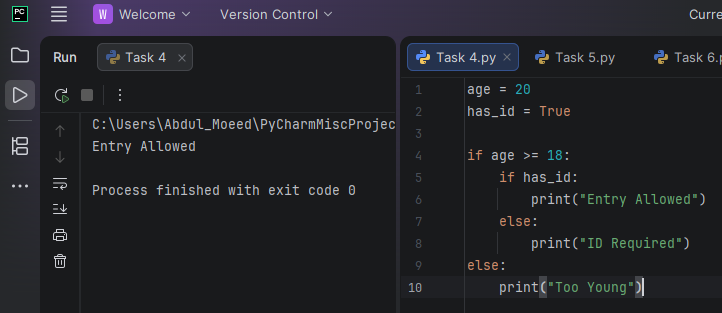 PC
W Welcome Version Control Curre
Run Task 4
Task 4.py Task 5.py Task 6.p
C:\Users\Abdul_Moeed\PyCharmMiscProjec
Entry Allowed
Process finished with exit code 0
1 age = 20
2 has_id = True
3
4 if age >= 18:
5     if has_id:
6         print("Entry Allowed")
7     else:
8         print("ID Required")
9 else:
10     print("Too Young")